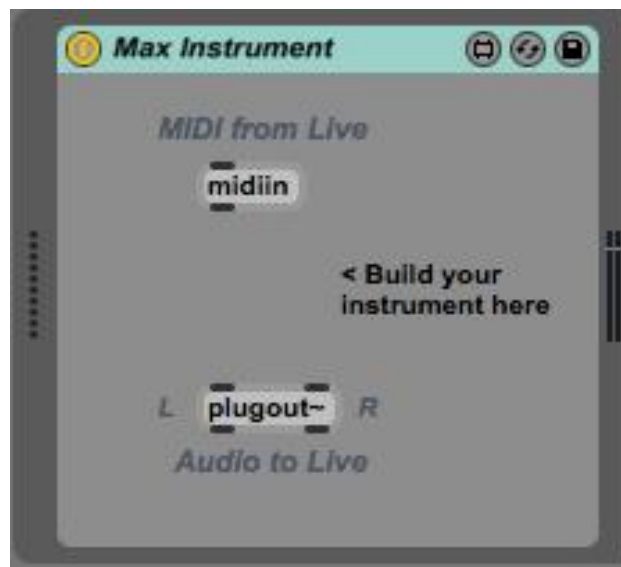 Max Instrument
MIDI from Live
midiin
< Build your
instrument here
L plugout~ R
Audio to Live